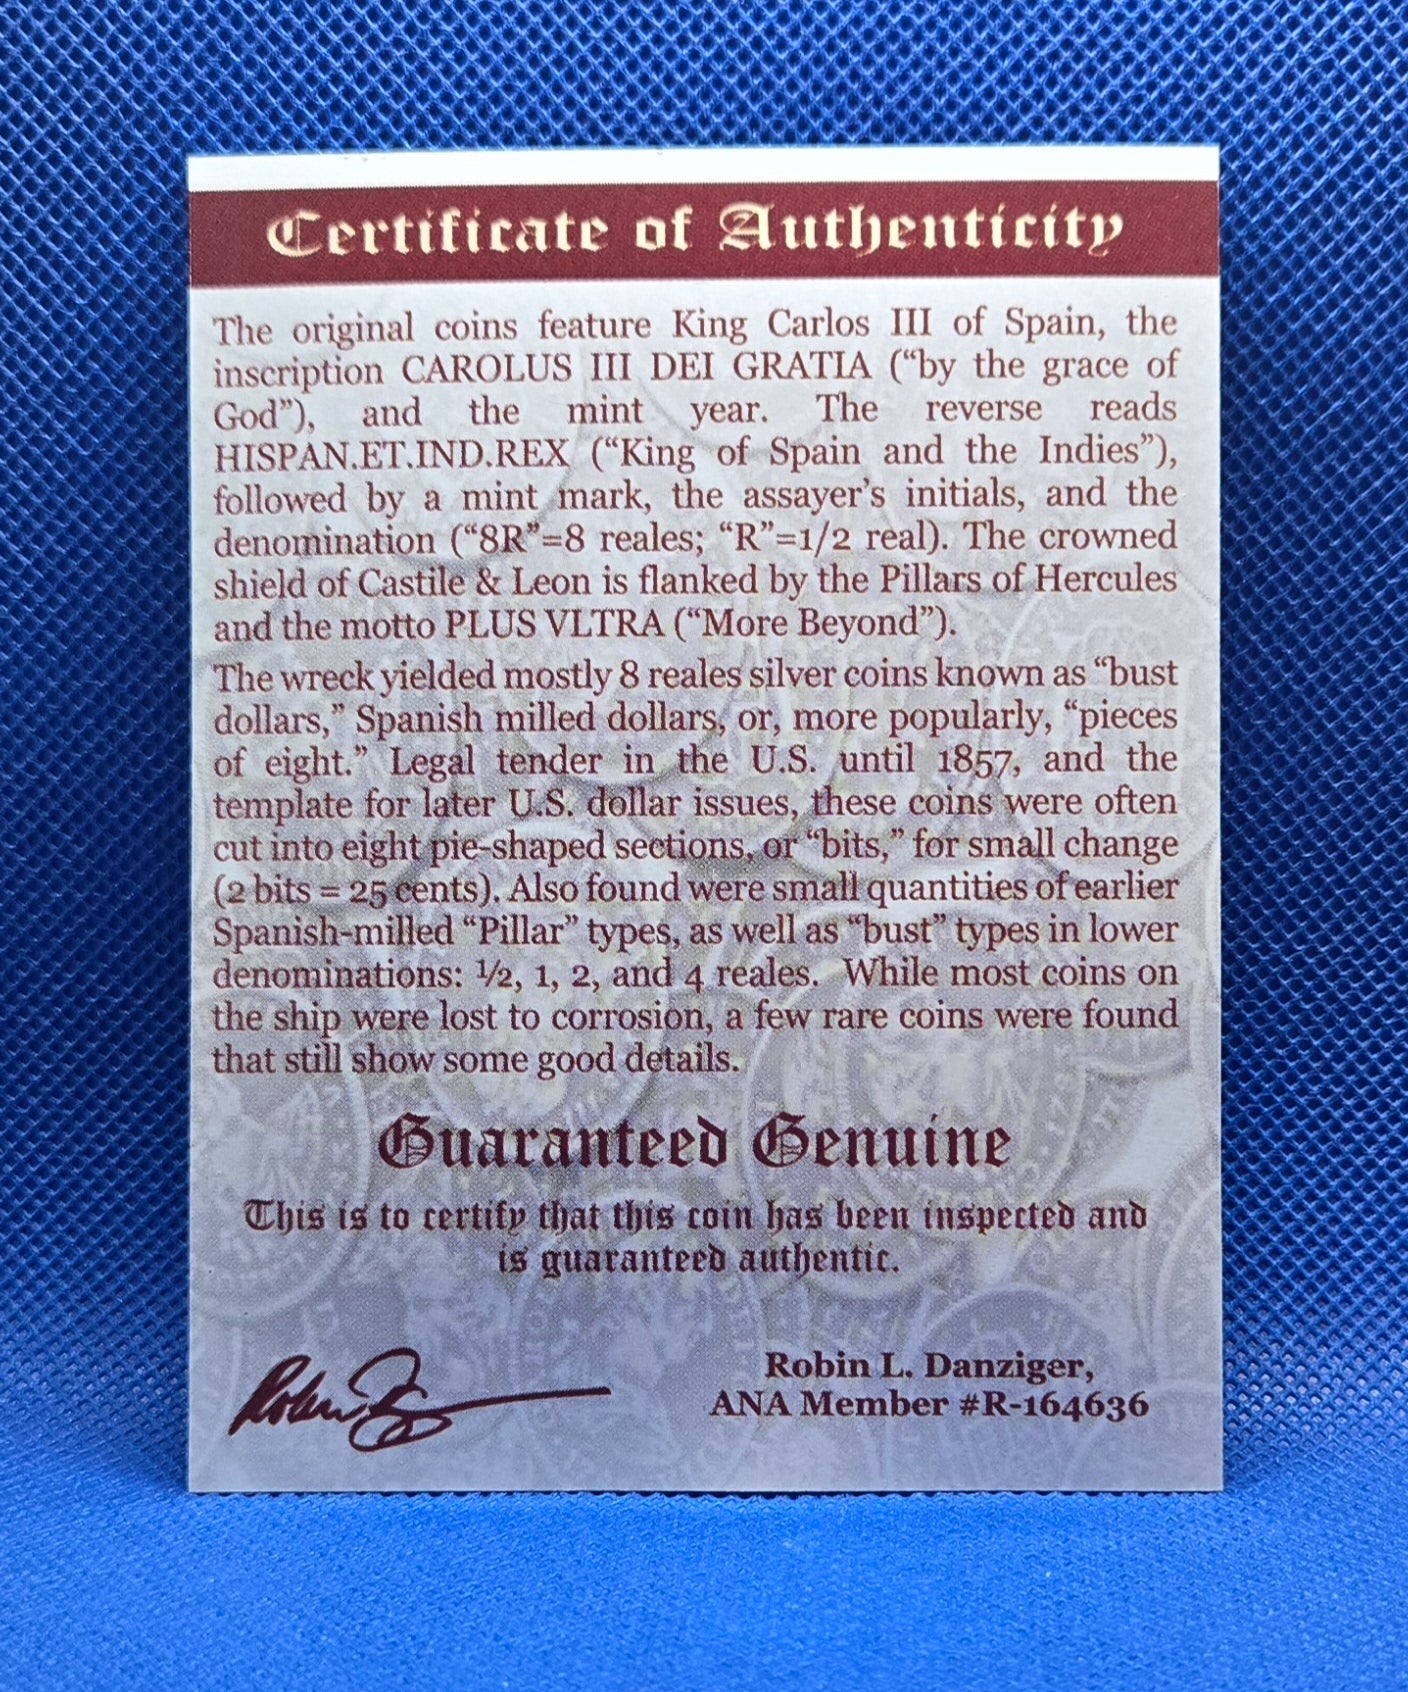 Certificate of Authenticity
The original coins feature King Carlos III of Spain, the
inscription CAROLUS III DEI GRATIA (“by the grace of
God”), and the mint year. The reverse reads
HISPAN.ET.IND.REX (“King of Spain and the Indies”),
followed by a mint mark, the assayer’s initials, and the
denomination (“8R”=8 reales; “R”=1/2 real). The crowned
shield of Castile & Leon is flanked by the Pillars of Hercules
and the motto PLUS VLTRA (“More Beyond”).
The wreck yielded mostly 8 reales silver coins known as “bust
dollars,” Spanish milled dollars, or, more popularly, “pieces
of eight.” Legal tender in the U.S. until 1857, and the
template for later U.S. dollar issues, these coins were often
cut into eight pie-shaped sections, or “bits,” for small change
(2 bits = 25 cents). Also found were small quantities of earlier
Spanish-milled “Pillar” types, as well as “bust” types in lower
denominations: ½, 1, 2, and 4 reales. While most coins on
the ship were lost to corrosion, a few rare coins were found
that still show some good details.
Guaranteed Genuine
This is to certify that this coin has been inspected and
is guaranteed authentic.
Robin L. Danziger,
ANA Member #R-164636